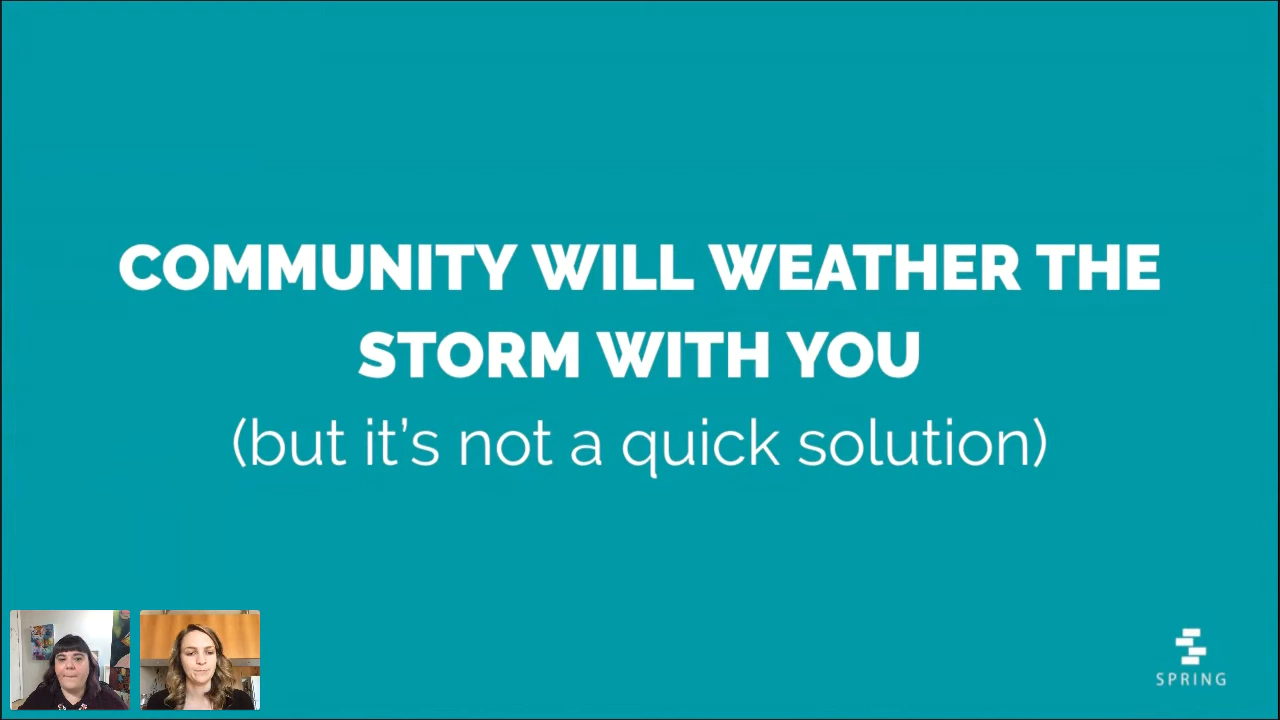 COMMUNITY WILL WEATHER THE
STORM WITH YOU
(but it’s not a quick solution)
SPRING